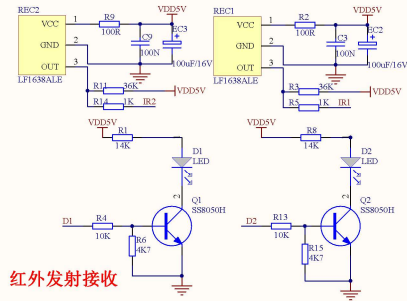 REC2
VCC 1
GND 2
OUT 3
LF1638ALE
R9
100R
C9
100N
VDD5V
EC3
100uF/16V
R11
36K
VDD5V
R14
1K
IR2
REC1
VCC 1
GND 2
OUT 3
LF1638ALE
R2
100R
C3
100N
VDD5V
EC2
100uF/16V
R3
36K
VDD5V
R5
1K
IR1
VDD5V
R1
14K
D1
LED
2
Q1
SS8050H
D1
R4
10K
R6
4K7
VDD5V
R8
14K
D2
LED
2
Q2
SS8050H
D2
R13
10K
R15
4K7
红外发射接收